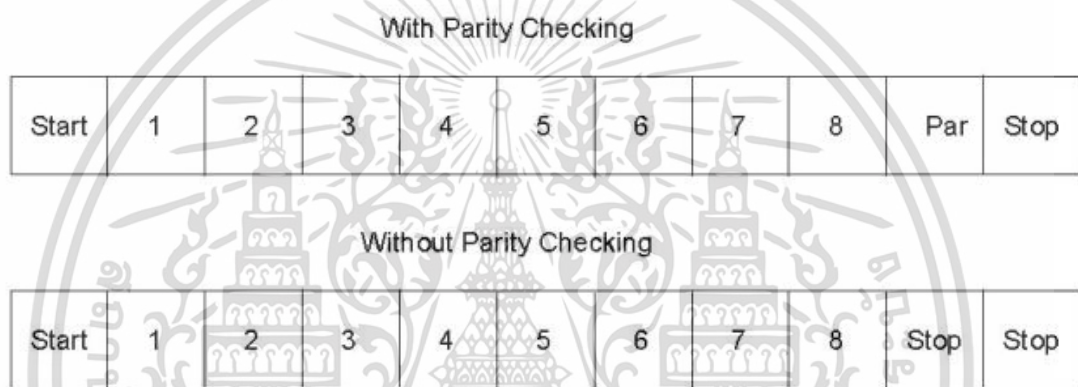 With Parity Checking
Start 1 2 3 4 5 6 7 8 Par Stop
Without Parity Checking
Start 1 2 3 4 5 6 7 8 Stop Stop